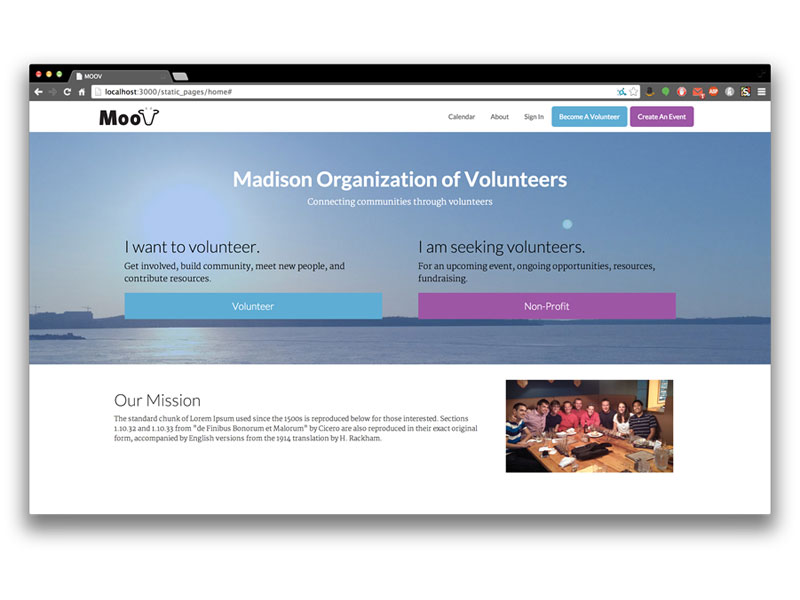 MOOV
localhost:3000/static_pages/home#
MooV
Calendar
About
Sign In
Become A Volunteer
Create An Event
Madison Organization of Volunteers
Connecting communities through volunteers
I want to volunteer.
Get involved, build community, meet new people, and
contribute resources.
Volunteer
I am seeking volunteers.
For an upcoming event, ongoing opportunities, resources,
fundraising.
Non-Profit
Our Mission
The standard chunk of Lorem Ipsum used since the 1500s is reproduced below for those interested. Sections
1.10.32 and 1.10.33 from "de Finibus Bonorum et Malorum" by Cicero are also reproduced in their exact original
form, accompanied by English versions from the 1914 translation by H. Rackham.